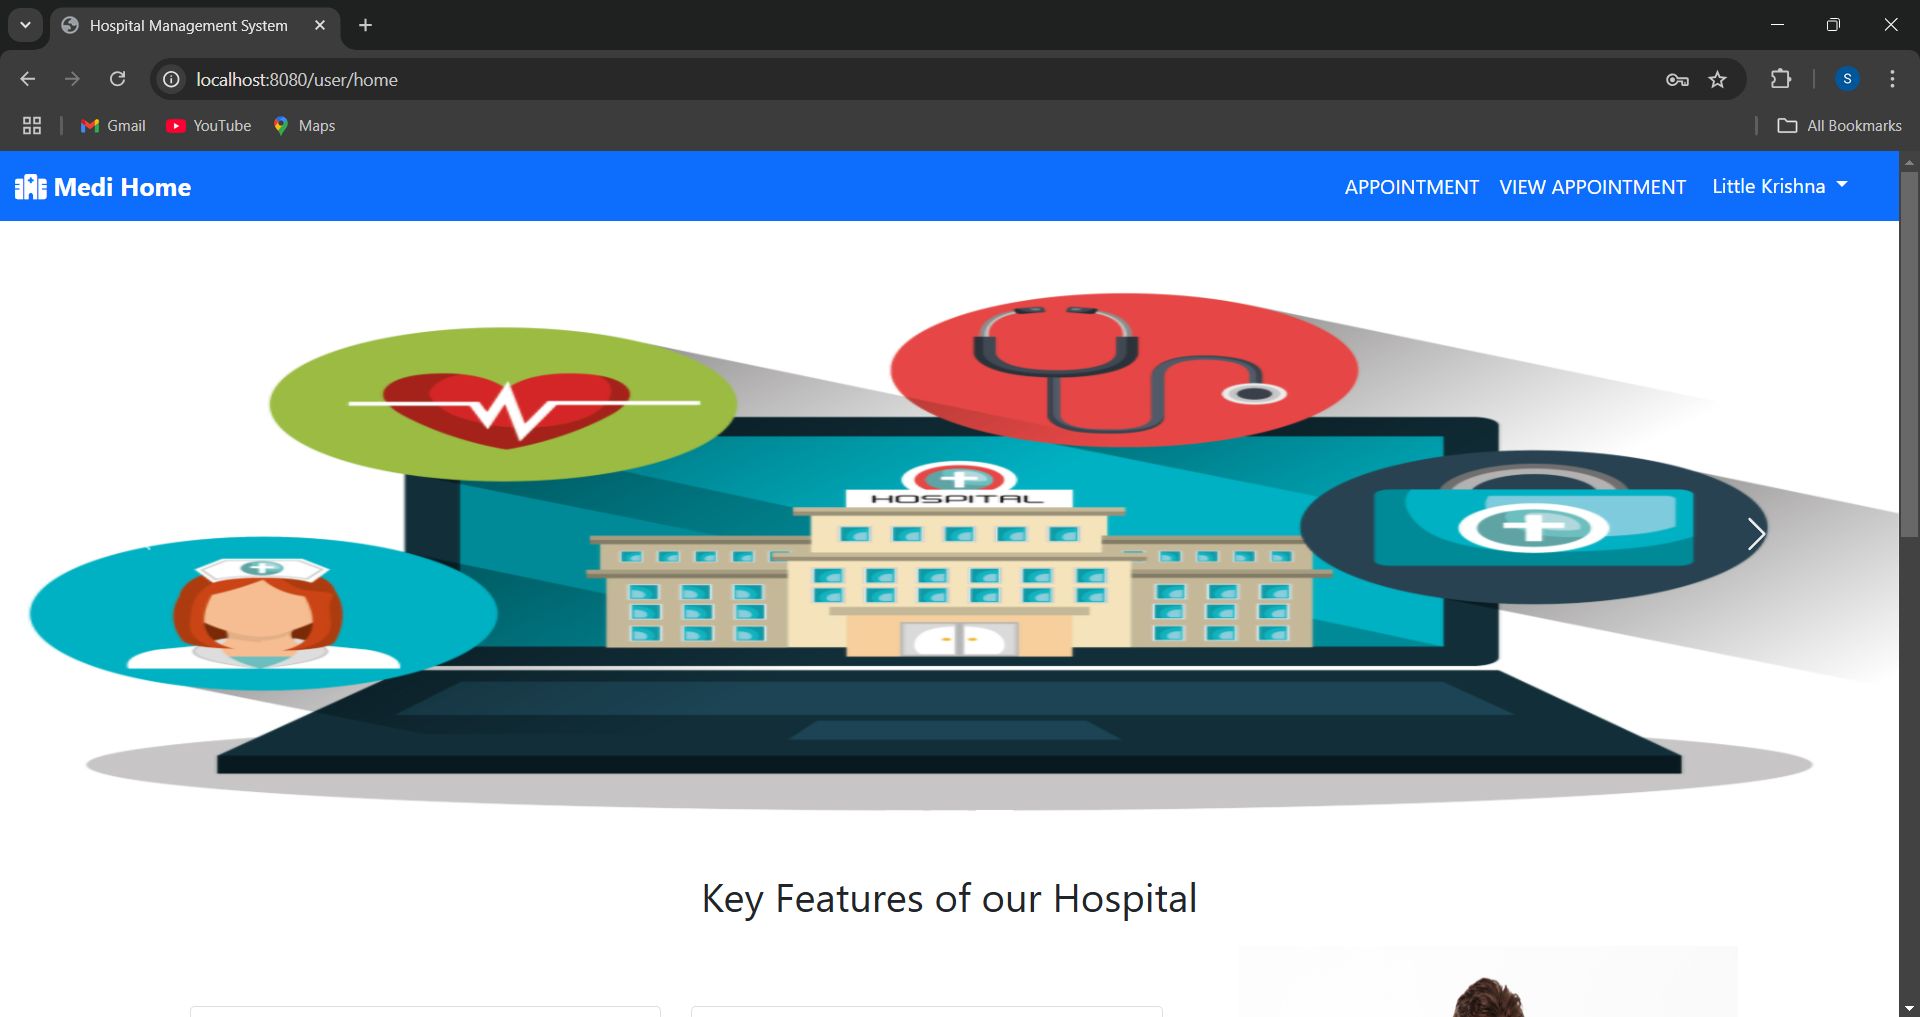 Hospital Management System
localhost:8080/user/home
S
Gmail YouTube Maps All Bookmarks
Medi Home APPOINTMENT VIEW APPOINTMENT Little Krishna
HOSPITAL
Key Features of our Hospital